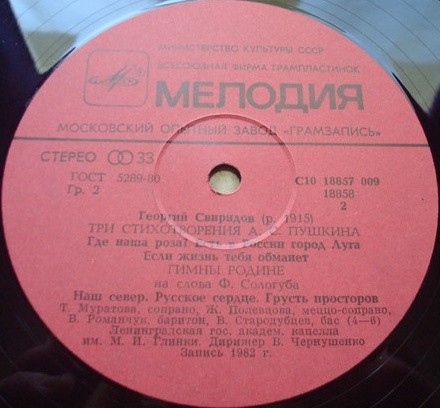 МИНИСТЕРСТВО КУЛЬТУРЫ СССР
ВСЕСОЮЗНАЯ ФИРМА ГРАМПЛАСТИНОК
МЕЛОДИЯ
МОСКОВСКИЙ ОПЫТНЫЙ ЗАВОД «ГРАМЗАПИСЬ»
СТЕРЕО 33
ГОСТ 5289-80
Гр. 2
С10 18857 009
18858
2
Георгий Свиридов (р. 1915)
ТРИ СТИХОТВОРЕНИЯ А. С. ПУШКИНА
Где наша роза? Есть в России город Луга
Если жизнь тебя обманет
ГИМНЫ РОДИНЕ
на слова Ф. Сологуба
Наш север. Русское сердце. Грусть просторов
Т. Муратова, сопрано, Ж. Полевцова, меццо-сопрано,
В. Романчук, баритон, В. Стародубцев, бас (4—6)
Ленинградская гос. академ. капелла
им. М. И. Глинки. Дирижер В. Чернушенко
Запись 1982 г.